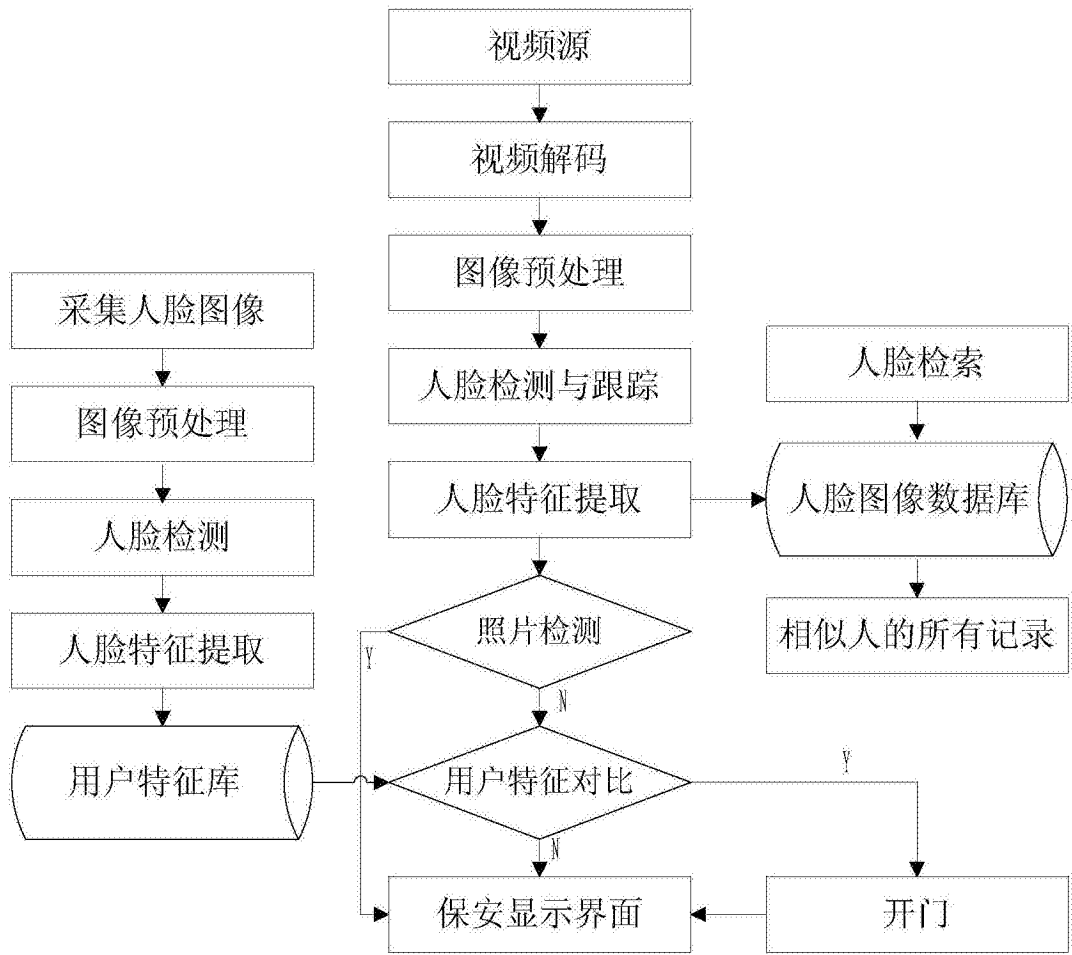 视频源
视频解码
图像预处理
采集人脸图像
人脸检测与跟踪
人脸检索
图像预处理
人脸特征提取
人脸图像数据库
人脸检测
照片检测
人脸特征提取
相似人的所有记录
Y
N
用户特征库
用户特征对比
Y
N
保安显示界面
开门